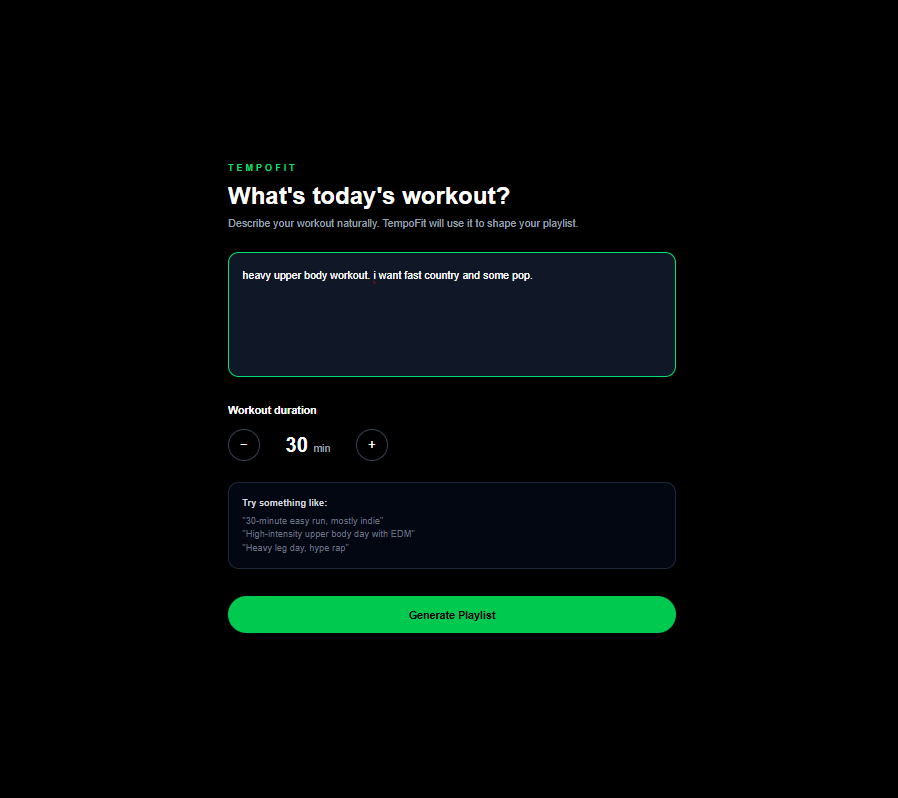 TEMPOFIT
What's today's workout?
Describe your workout naturally. TempoFit will use it to shape your playlist.
heavy upper body workout. i want fast country and some pop.
Workout duration
− 30 min +
Try something like:
"30-minute easy run, mostly indie"
"High-intensity upper body day with EDM"
"Heavy leg day, hype rap"
Generate Playlist